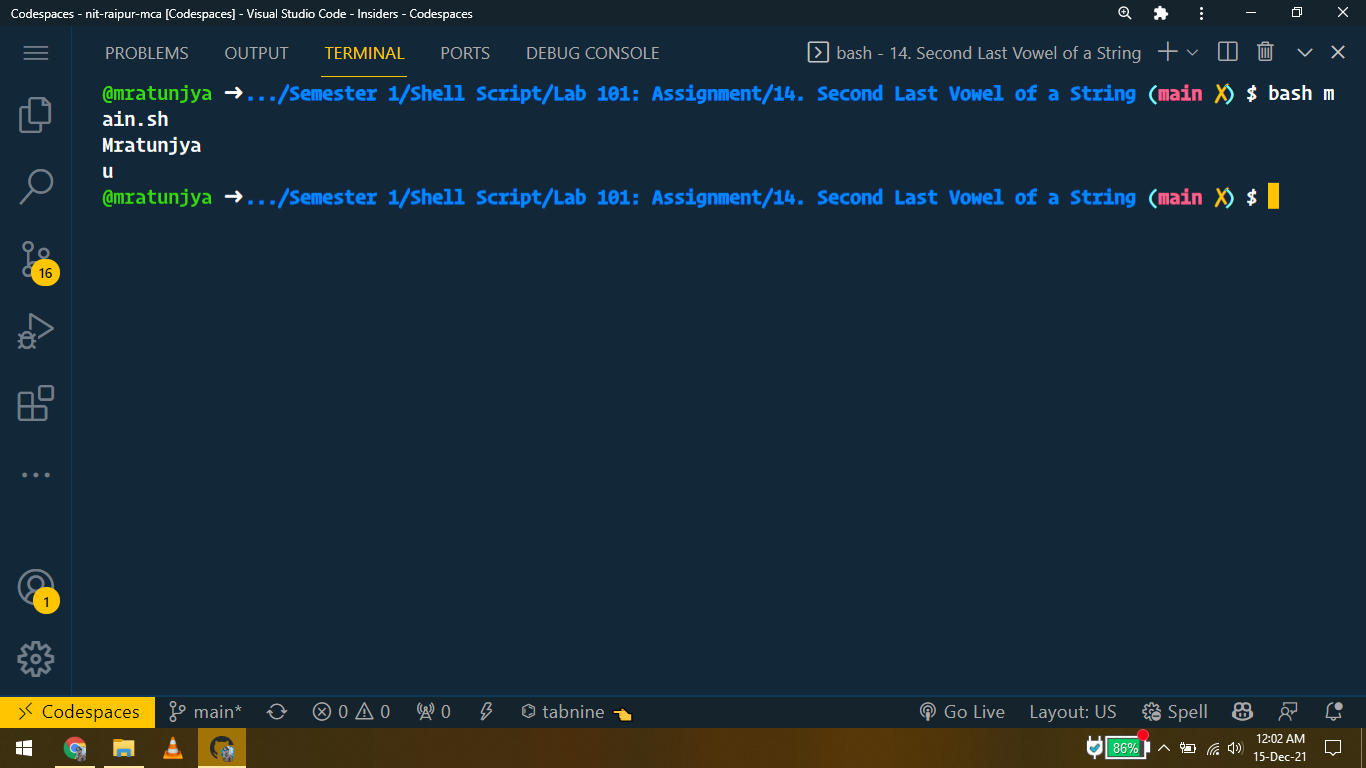 Codespaces - nit-raipur-mca [Codespaces] - Visual Studio Code - Insiders - Codespaces
PROBLEMS OUTPUT TERMINAL PORTS DEBUG CONSOLE bash - 14. Second Last Vowel of a String
@mratunjya ➜.../Semester 1/Shell Script/Lab 101: Assignment/14. Second Last Vowel of a String (main ✗) $ bash m
ain.sh
Mratunjya
u
@mratunjya ➜.../Semester 1/Shell Script/Lab 101: Assignment/14. Second Last Vowel of a String (main ✗) $
16
1
Codespaces main* 0 0 0 tabnine 👈 Go Live Layout: US Spell
86% 12:02 AM
15-Dec-21